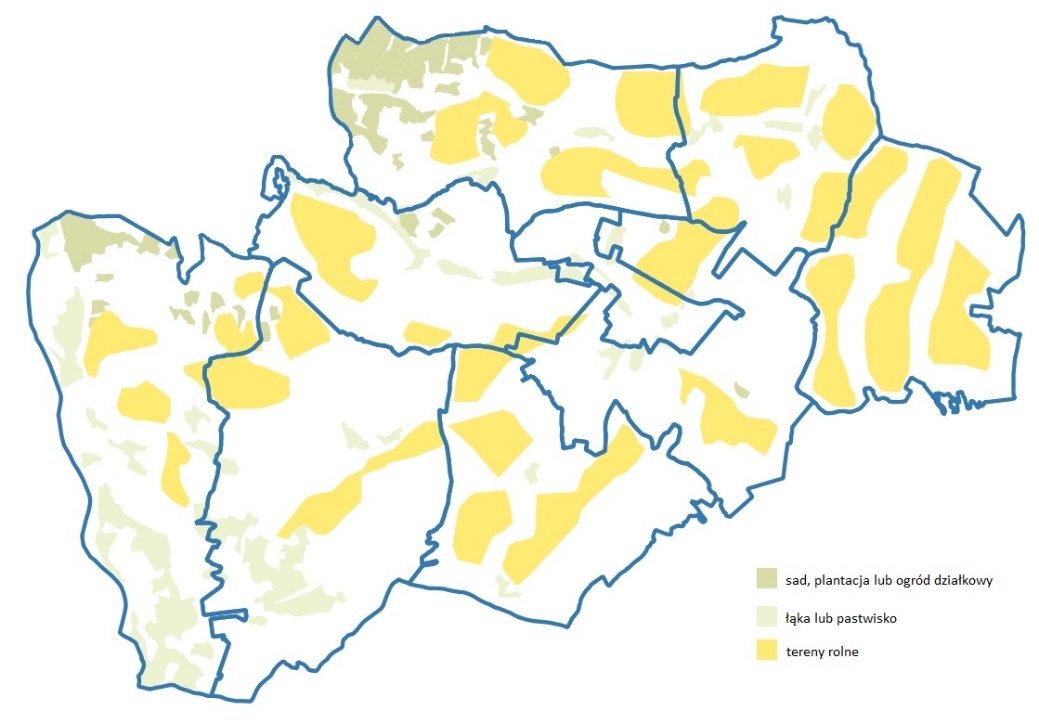 sad, plantacja lub ogród działkowy
łąka lub pastwisko
tereny rolne